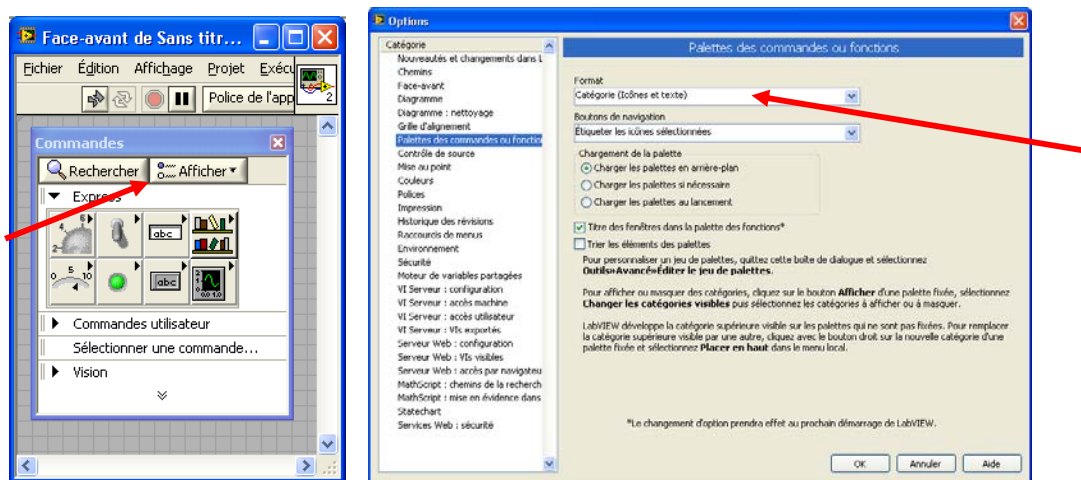 Face-avant de Sans titr...
Fichier Édition Affichage Projet Exécu
Police de l'app
2
Commandes
Rechercher Afficher
Express
Commandes utilisateur
Sélectionner une commande...
Vision
Options
Catégorie
Nouveautés et changements dans L
Chemins
Face-avant
Diagramme
Diagramme : nettoyage
Grille d'alignement
Palettes des commandes ou fonction
Contrôle de source
Mise au point
Couleurs
Polices
Impression
Historique des révisions
Raccourcis de menus
Environnement
Sécurité
Moteur de variables partagées
VI Serveur : configuration
VI Serveur : accès machine
VI Serveur : accès utilisateur
VI Serveur : VIs exportés
Serveur Web : configuration
Serveur Web : VIs visibles
Serveur Web : accès par navigateu
MathScript : chemins de la recherch
MathScript : mise en évidence dans
Statechart
Services Web : sécurité
Palettes des commandes ou fonctions
Format
Catégorie (Icônes et texte)
Boutons de navigation
Étiqueter les icônes sélectionnées
Chargement de la palette
Charger les palettes en arrière-plan
Charger les palettes si nécessaire
Charger les palettes au lancement
Titre des fenêtres dans la palette des fonctions*
Trier les éléments des palettes
Pour personnaliser un jeu de palettes, quittez cette boîte de dialogue et sélectionnez
Outils»Avancé»Éditer le jeu de palettes.
Pour afficher ou masquer des catégories, cliquez sur le bouton Afficher d'une palette fixée, sélectionnez
Changer les catégories visibles puis sélectionnez les catégories à afficher ou à masquer.
LabVIEW développe la catégorie supérieure visible sur les palettes qui ne sont pas fixées. Pour remplacer
la catégorie supérieure visible par une autre, cliquez avec le bouton droit sur la nouvelle catégorie d'une
palette fixée et sélectionnez Placer en haut dans le menu local.
*Le changement d'option prendra effet au prochain démarrage de LabVIEW.
OK Annuler Aide